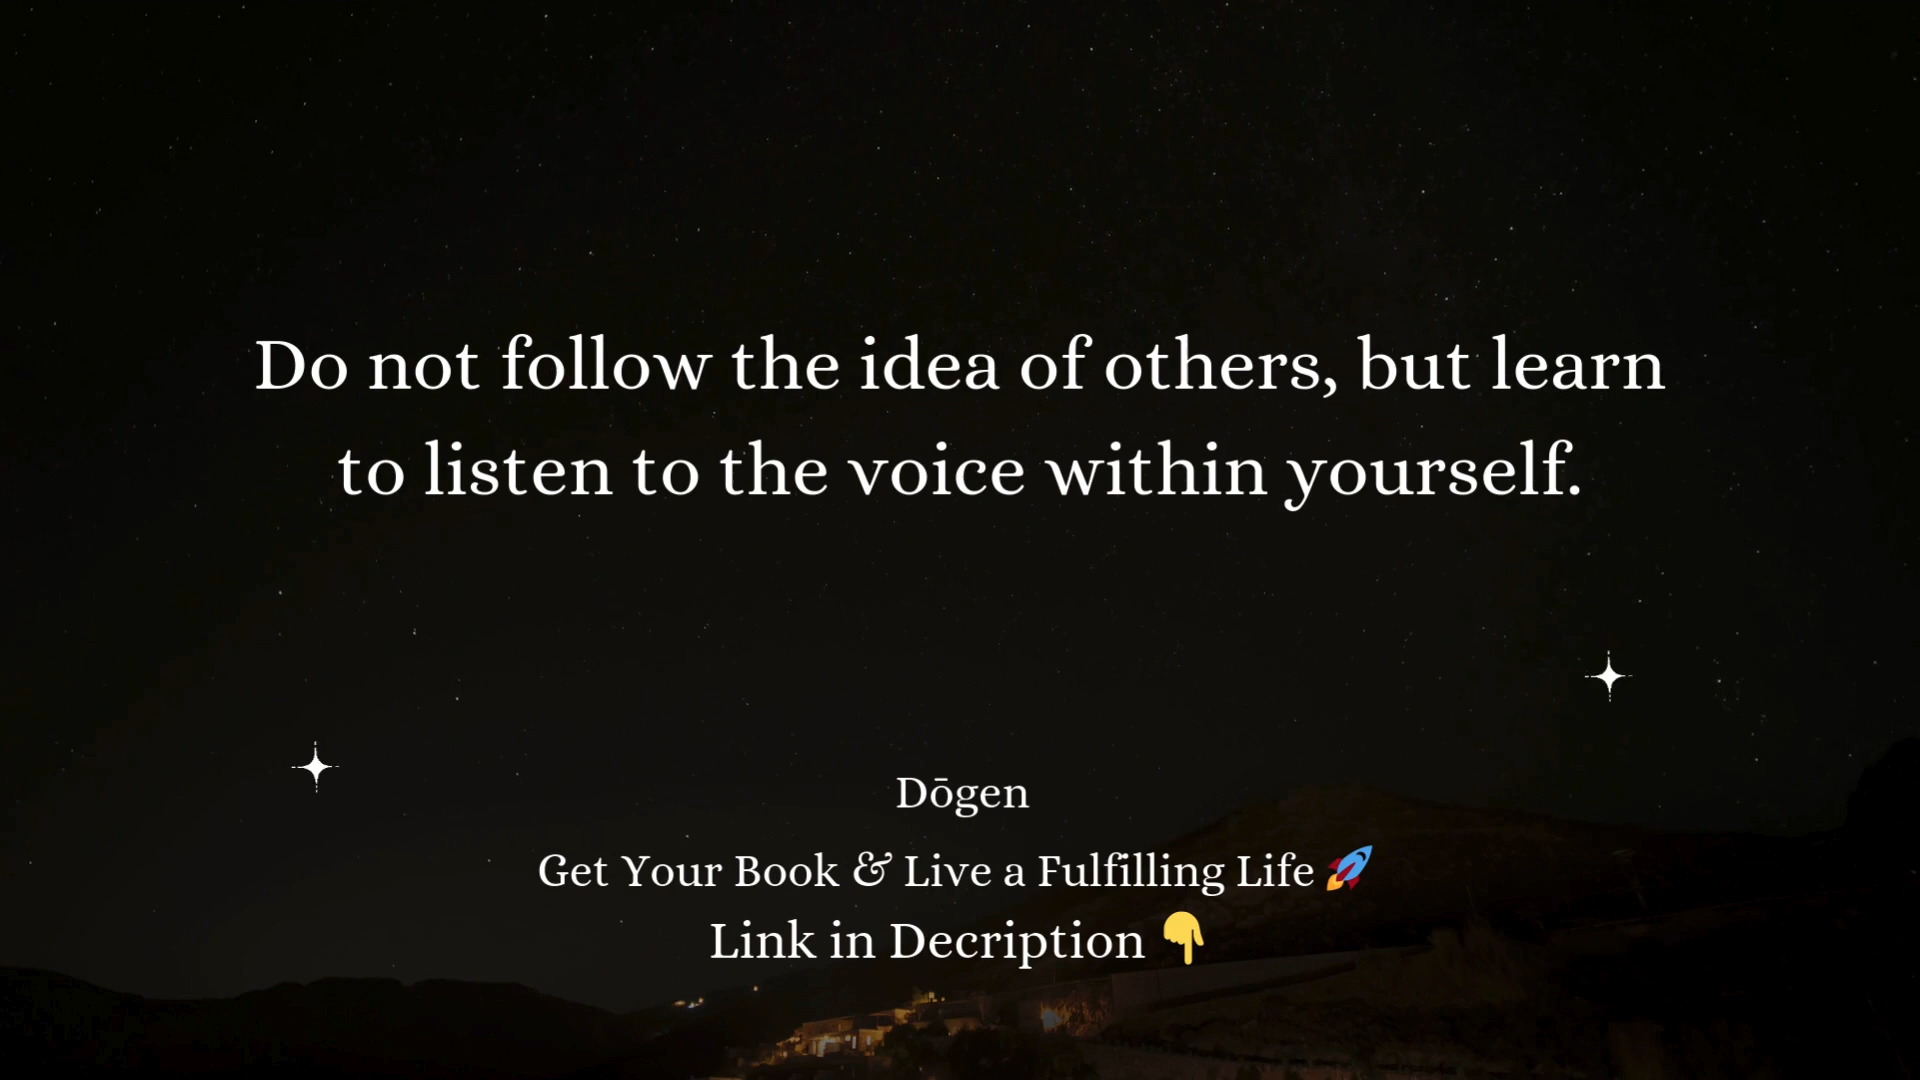 Do not follow the idea of others, but learn
to listen to the voice within yourself.
Dōgen
Get Your Book & Live a Fulfilling Life 🚀
Link in Decription 👇